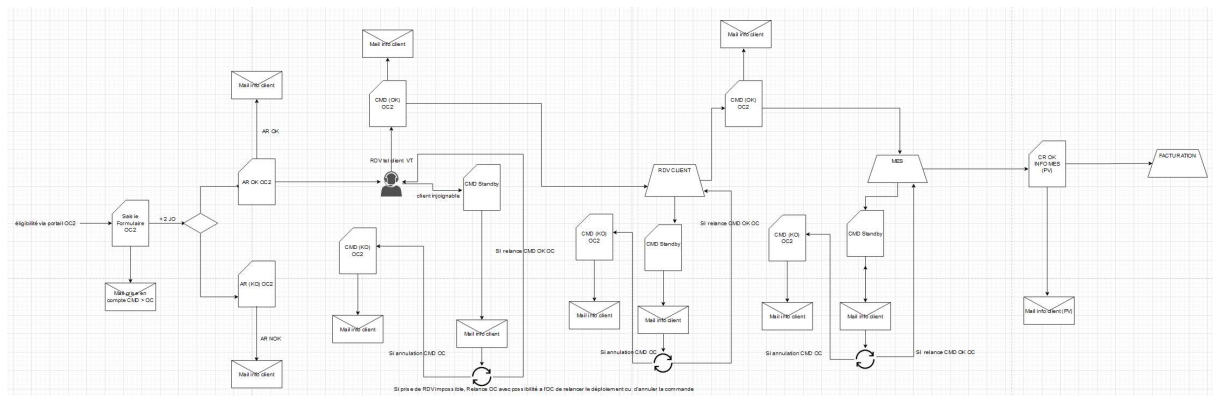 éligibilité via portail OC2
Saisie
Formulaire
OC2
Mail prise en
compte CMD > OC
+ 2 JO
Mail info client
AR OK
AR OK OC2
AR (KO) OC2
AR NOK
Mail info client
Mail info client
CMD (OK)
OC2
RDV tel client VT
client injoignable
CMD Standby
SI relance CMD OK OC
CMD (KO)
OC2
Mail info client
Mail info client
SI annulation CMD OC
Si prise de RDV impossible, Relance OC avec possibilité a l'OC de relancer le déploiement ou d'annuler la commande
RDV CLIENT
Mail info client
CMD (OK)
OC2
CMD (KO)
OC2
CMD Standby
SI relance CMD OK OC
Mail info client
Mail info client
SI annulation CMD OC
MES
CMD (KO)
OC2
CMD Standby
Mail info client
Mail info client
SI annulation CMD OC
SI relance CMD OK OC
CR OK
INFO MES
(PV)
Mail info client (PV)
FACTURATION